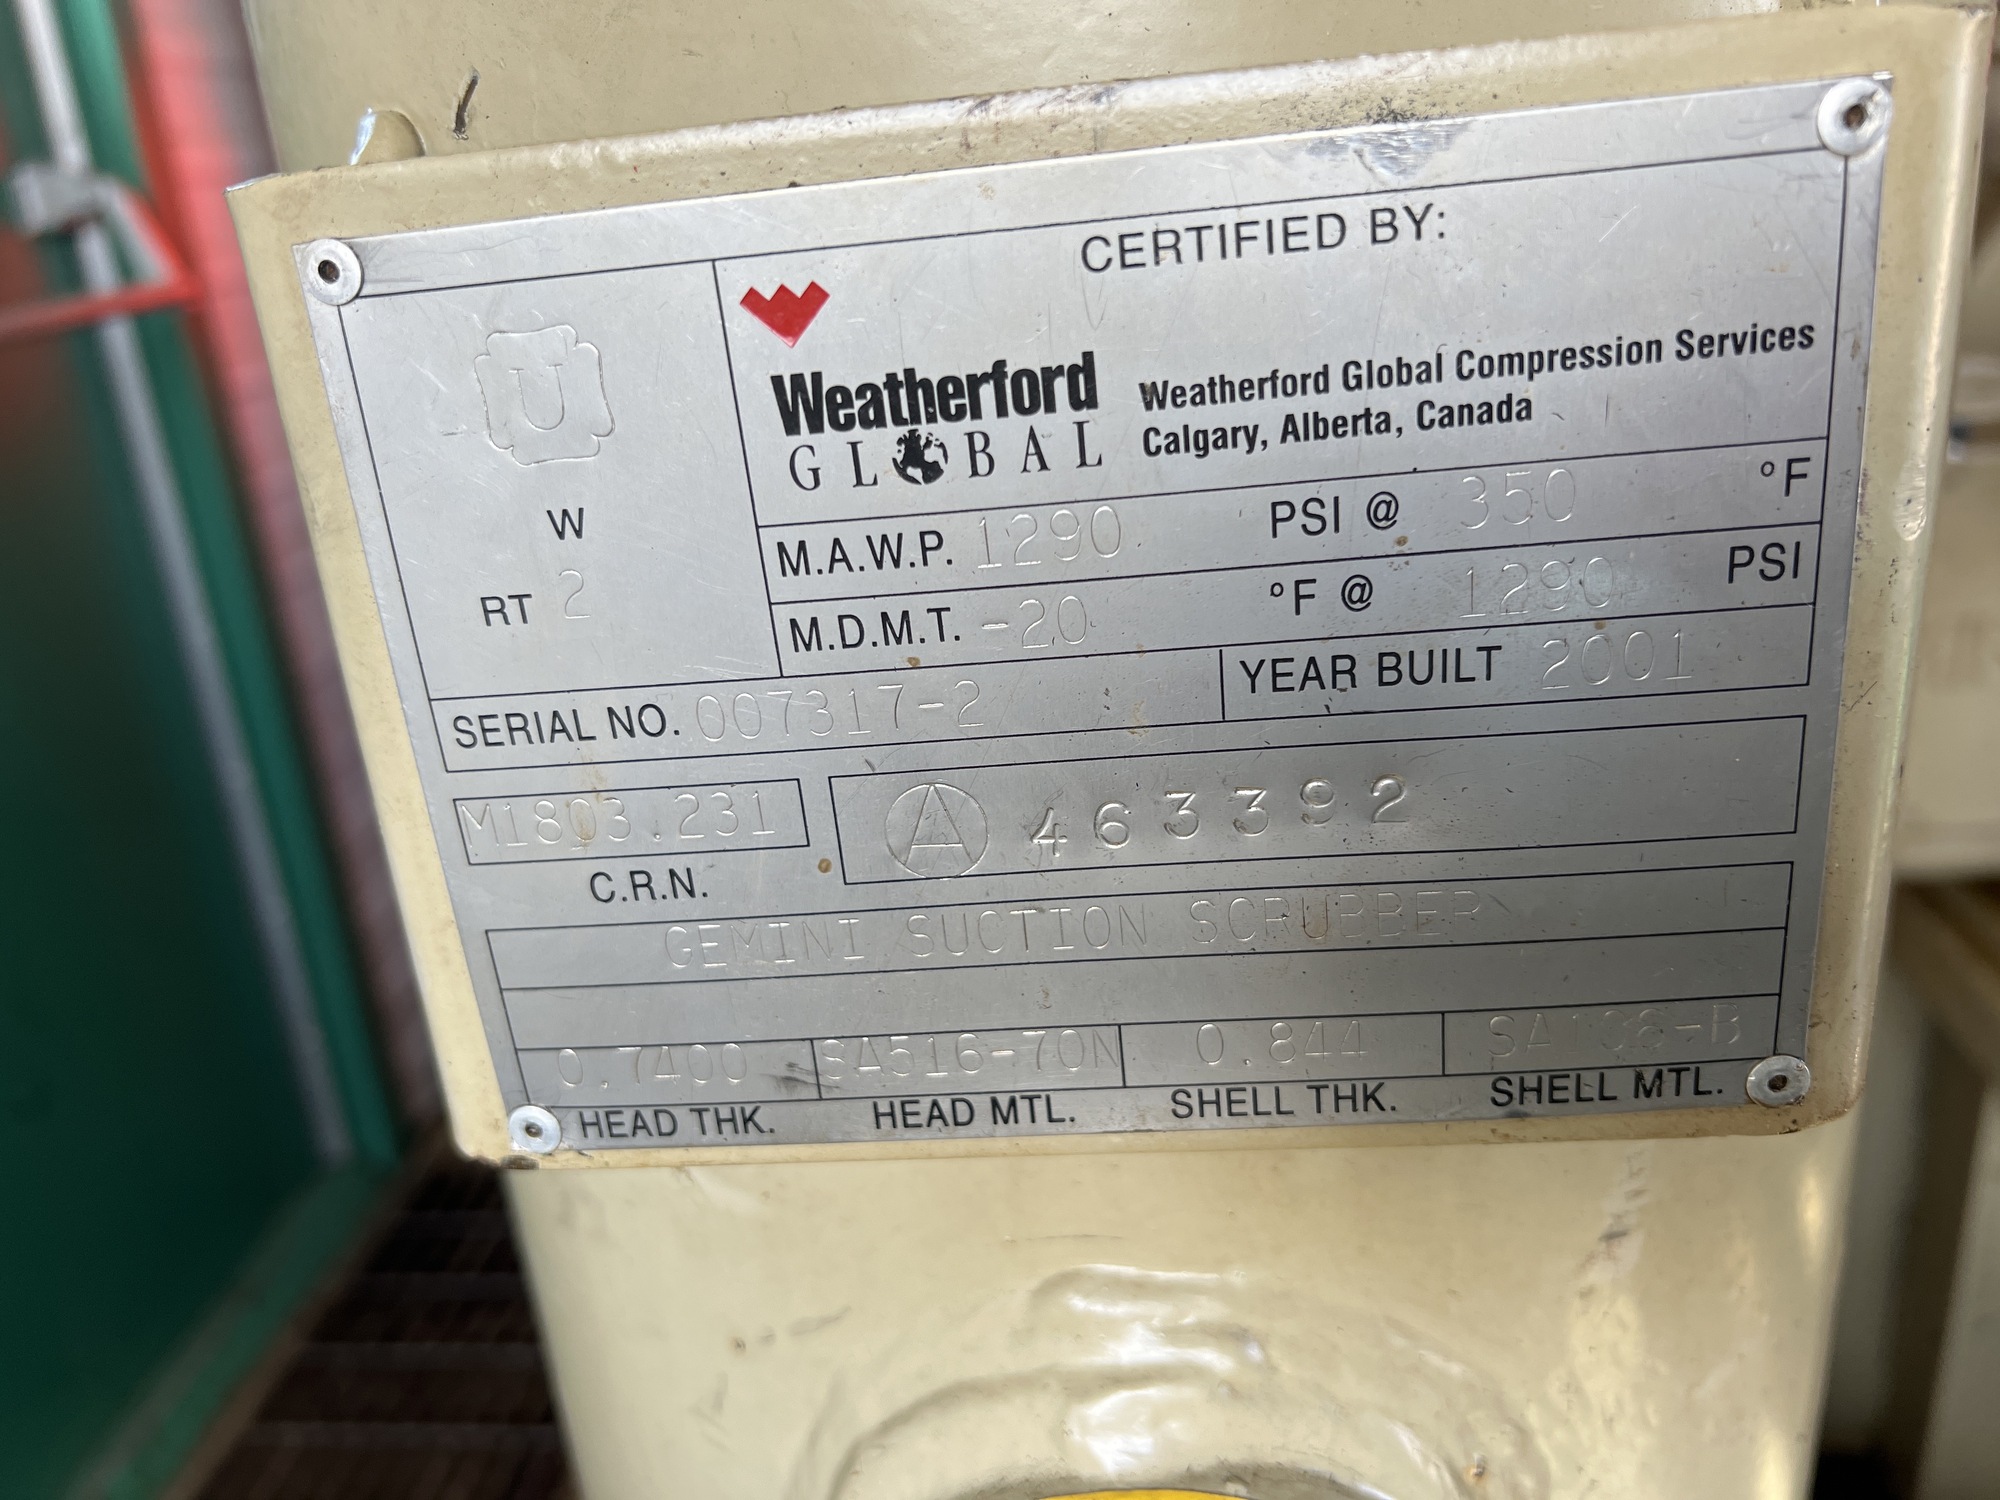 CERTIFIED BY:
U
W
RT 2
Weatherford
GLOBAL
Weatherford Global Compression Services
Calgary, Alberta, Canada
M.A.W.P. 1290 PSI @ 350 °F
M.D.M.T. -20 °F @ 1290 PSI
SERIAL NO. 007317-2 YEAR BUILT 2001
M1803.231
C.R.N.
A 463392
GEMINI SUCTION SCRUBBER
0.7400 SA516-70N 0.844 SA106-B
HEAD THK. HEAD MTL. SHELL THK. SHELL MTL.